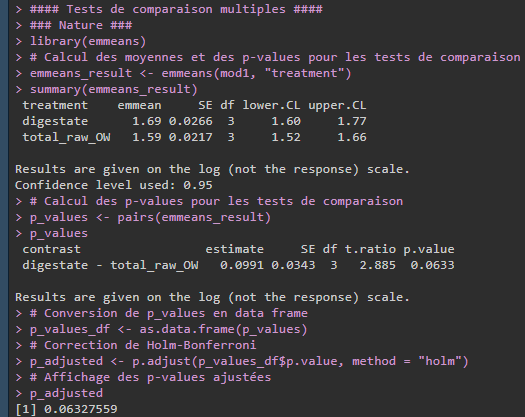 > #### Tests de comparaison multiples ####
> ### Nature ###
> library(emmeans)
> # Calcul des moyennes et des p-values pour les tests de comparaison
> emmeans_result <- emmeans(mod1, "treatment")
> summary(emmeans_result)
 treatment    emmean     SE df lower.CL upper.CL
 digestate      1.69 0.0266  3     1.60     1.77
 total_raw_OW   1.59 0.0217  3     1.52     1.66
Results are given on the log (not the response) scale.
Confidence level used: 0.95
> # Calcul des p-values pour les tests de comparaison
> p_values <- pairs(emmeans_result)
> p_values
 contrast                 estimate     SE df t.ratio p.value
 digestate - total_raw_OW   0.0991 0.0343  3   2.885  0.0633
Results are given on the log (not the response) scale.
> # Conversion de p_values en data frame
> p_values_df <- as.data.frame(p_values)
> # Correction de Holm-Bonferroni
> p_adjusted <- p.adjust(p_values_df$p.value, method = "holm")
> # Affichage des p-values ajustées
> p_adjusted
[1] 0.06327559